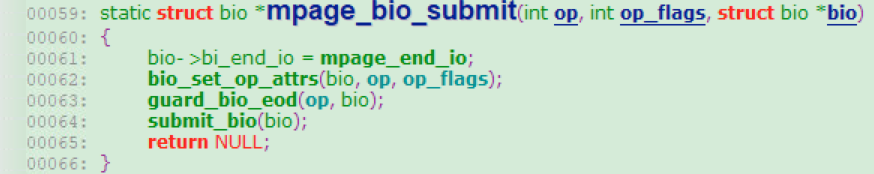 00059: static struct bio *mpage_bio_submit(int op, int op_flags, struct bio *bio)
00060: {
00061: bio->bi_end_io = mpage_end_io;
00062: bio_set_op_attrs(bio, op, op_flags);
00063: guard_bio_eod(op, bio);
00064: submit_bio(bio);
00065: return NULL;
00066: }